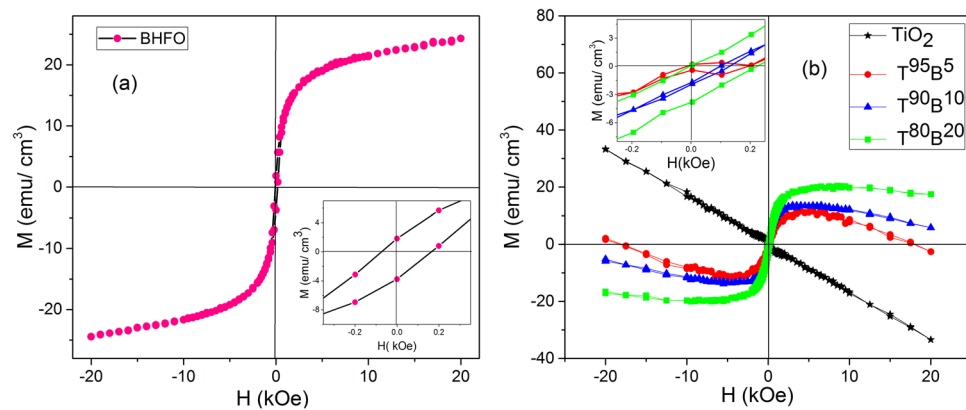 BHFO
(a)
20
10
0
-10
-20
M (emu/ cm³)
-20
-10
0
10
20
H (kOe)
4
0
-4
-8
M (emu/ cm³)
-0.2
0.0
0.2
H( kOe)
80
60
40
20
0
-20
-40
M (emu/ cm³)
-20
-10
0
10
20
H (kOe)
3
0
-3
-6
M (emu/ cm³)
-0.2
0.0
0.2
H(kOe)
(b)
TiO₂
T⁹⁵B⁵
T⁹⁰B¹⁰
T⁸⁰B²⁰